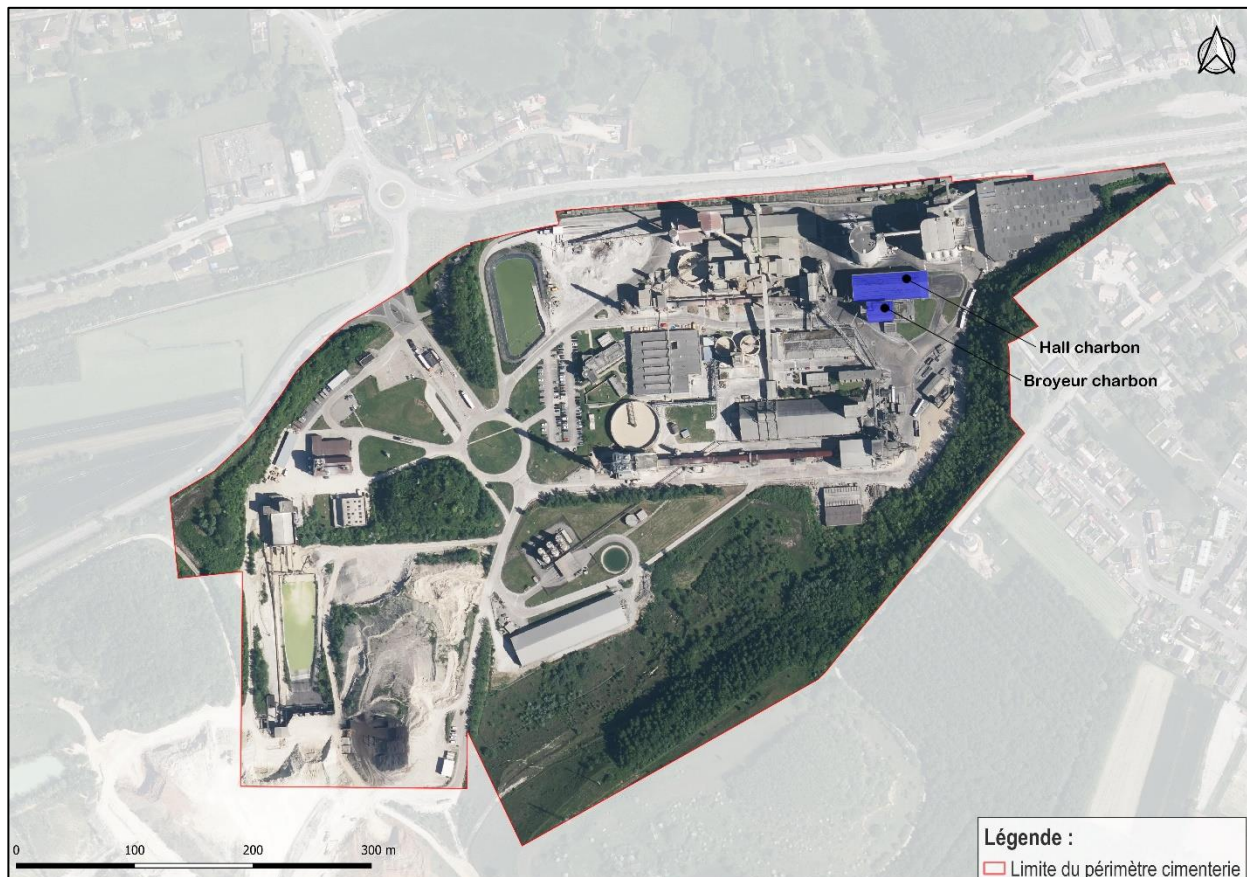 N
Hall charbon
Broyeur charbon
0 100 200 300 m
Légende :
Limite du périmètre cimenterie